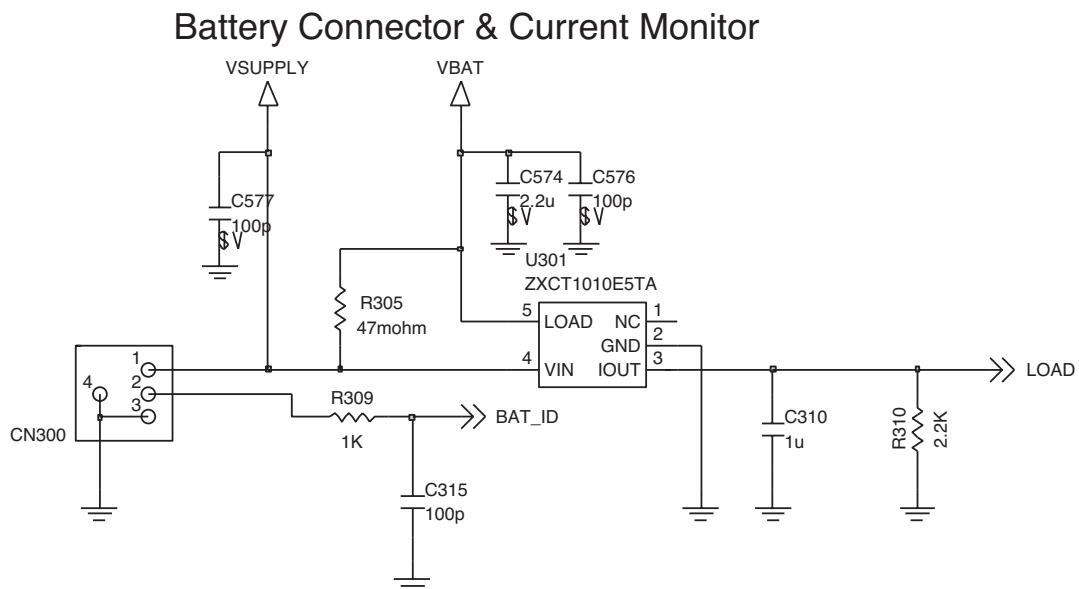 Battery Connector & Current Monitor
VSUPPLY
VBAT
C577
100p
$ V
C574
2.2u
$ V
C576
100p
$ V
U301
ZXCT1010E5TA
R305
47mohm
5
LOAD
NC
1
GND
2
4
VIN
IOUT
3
LOAD
1
2
3
4
CN300
R309
1K
BAT_ID
C315
100p
C310
1u
R310
2.2K